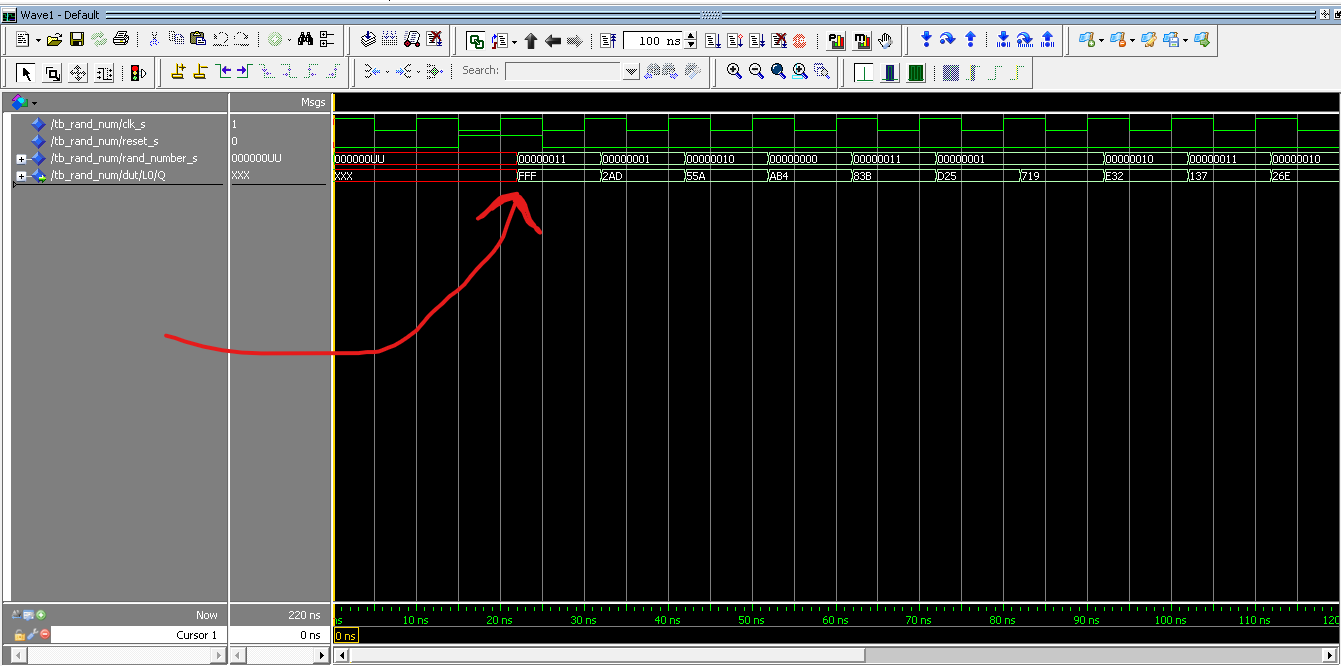 Wave1 - Default
100 ns
Search:
Msgs
/tb_rand_num/clk_s 1
/tb_rand_num/reset_s 0
/tb_rand_num/rand_number_s 000000UU 000000UU 00000011 00000001 00000010 00000000 00000011 00000001 00000010 00000011 00000010
/tb_rand_num/dut/L0/Q XXX XXX FFF 2AD 55A AB4 83B D25 719 E32 137 26E
Now 220 ns ns 10 ns 20 ns 30 ns 40 ns 50 ns 60 ns 70 ns 80 ns 90 ns 100 ns 110 ns 120
Cursor 1 0 ns 0 ns